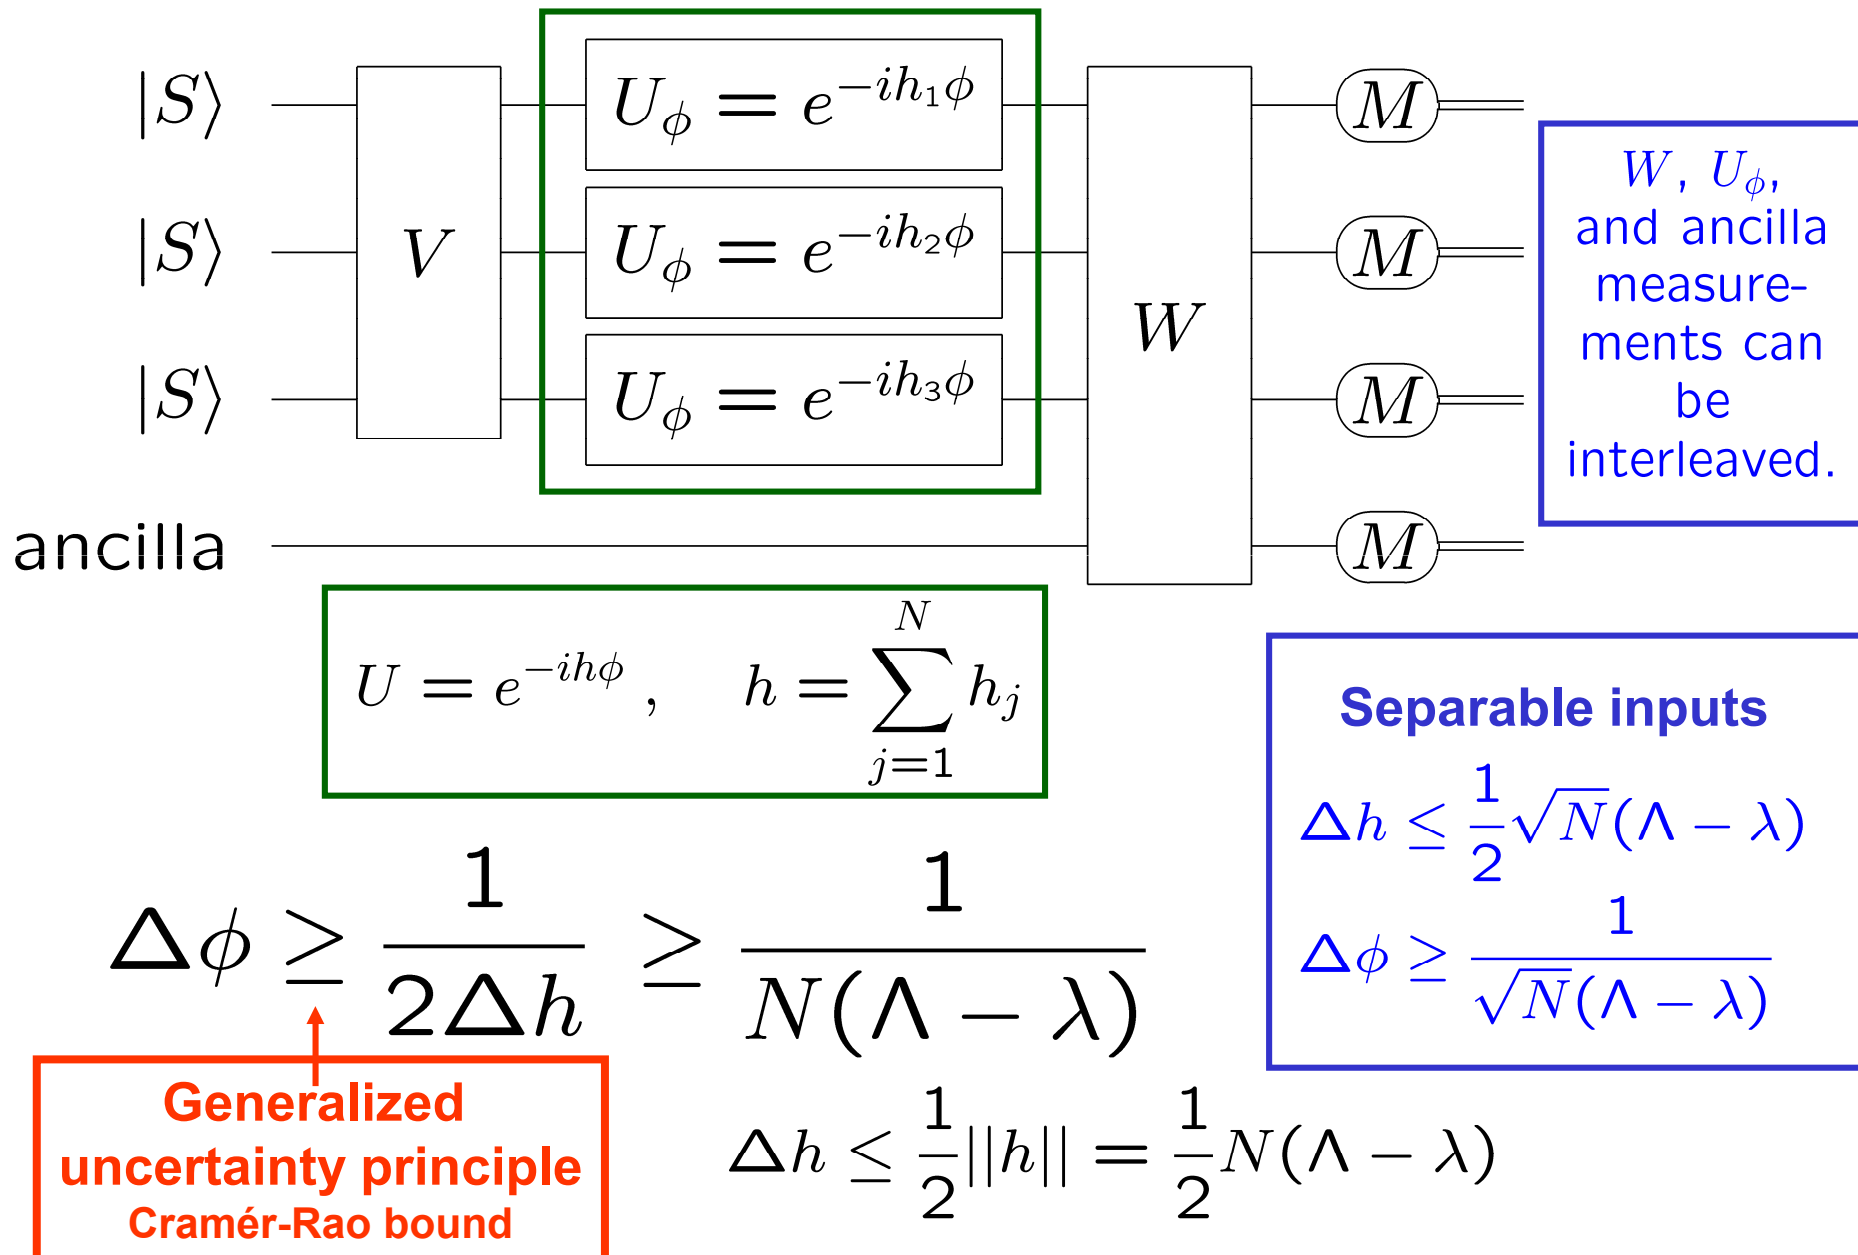 |S⟩
V
U_ϕ = e^{-ih_1ϕ}
W
M
|S⟩
U_ϕ = e^{-ih_2ϕ}
M
|S⟩
U_ϕ = e^{-ih_3ϕ}
M
ancilla
M
W, U_ϕ,
and ancilla
measure-
ments can
be
interleaved.
U = e^{-ihϕ} ,   h = \sum_{j=1}^{N} h_j
Separable inputs
Δh ≤ \frac{1}{2}\sqrt{N}(Λ − λ)
Δϕ ≥ \frac{1}{\sqrt{N}(Λ − λ)}
Δϕ ≥ \frac{1}{2Δh} ≥ \frac{1}{N(Λ − λ)}
Generalized
uncertainty principle
Cramér-Rao bound
Δh ≤ \frac{1}{2}||h|| = \frac{1}{2}N(Λ − λ)